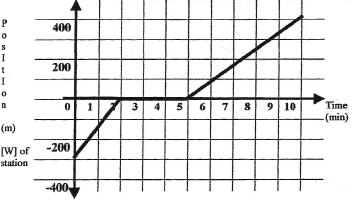 P
o
s
I
t
I
o
n
(m)
[W] of
station
400
200
0 1 2 3 4 5 6 7 8 9 10
-200
-400
Time
(min)